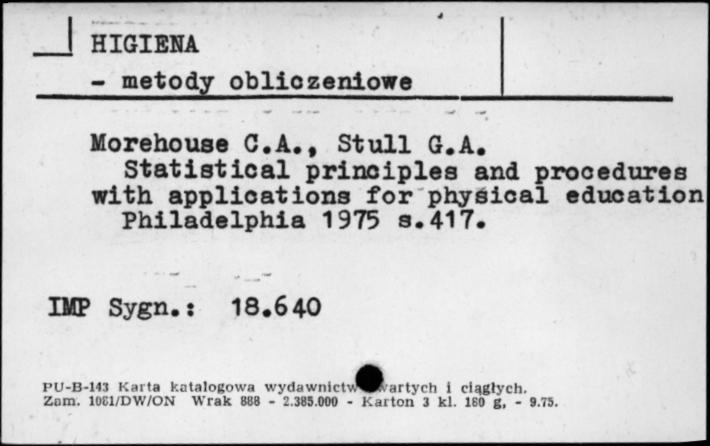 HIGIENA
- metody obliczeniowe
Morehouse C.A., Stull G.A.
Statistical principles and procedures
with applications for physical education
Philadelphia 1975 s.417.
IMP Sygn.: 18.640
PU-B-143 Karta katalogowa wydawnictw i ciągłych.
Zam. 1061/DW/ON Wrak 888 - 2.385.000 - Karton 3 kl. 180 g, - 9.75.